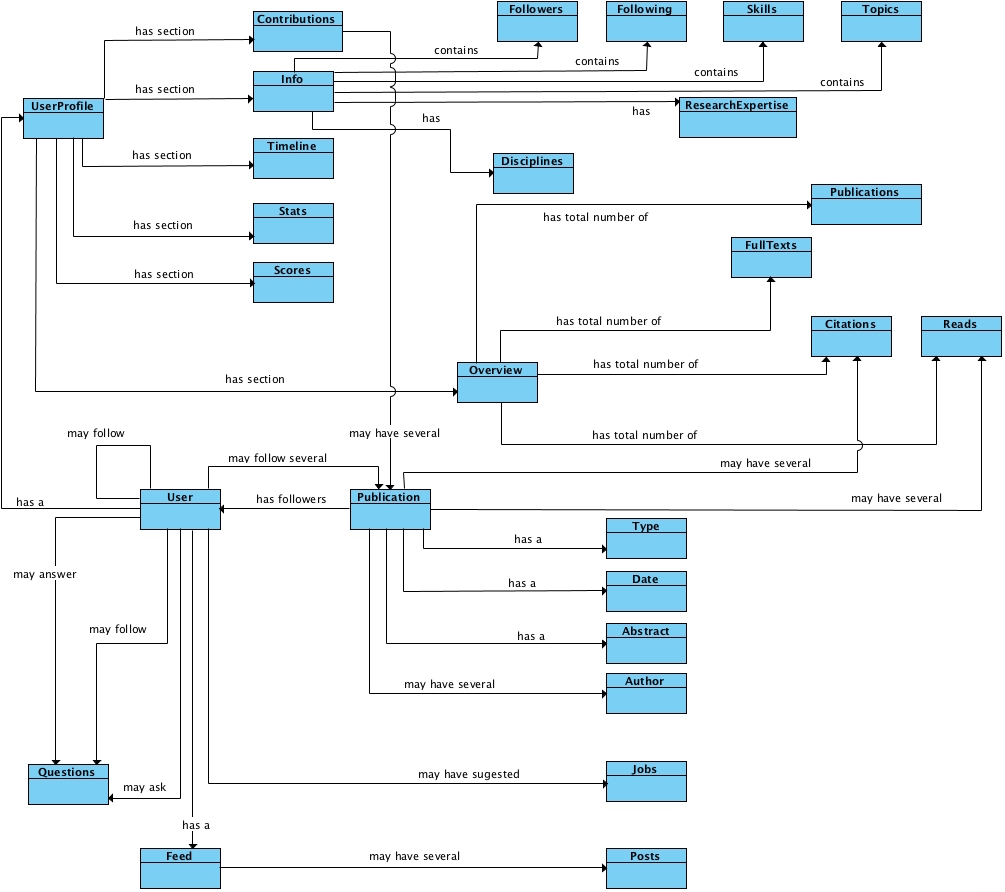 Followers
Following
Skills
Topics
Contributions
has section
contains
contains
contains
contains
Info
has section
UserProfile
ResearchExpertise
has
has
Timeline
has section
Disciplines
Publications
has total number of
Stats
has section
FullTexts
Scores
has section
has total number of
Citations
Reads
has total number of
Overview
has section
may follow
may have several
has total number of
may follow several
may have several
User
has followers
Publication
has a
may have several
Type
has a
may answer
Date
has a
may follow
Abstract
has a
Author
may have several
Questions
Jobs
may have sugested
may ask
has a
Feed
may have several
Posts